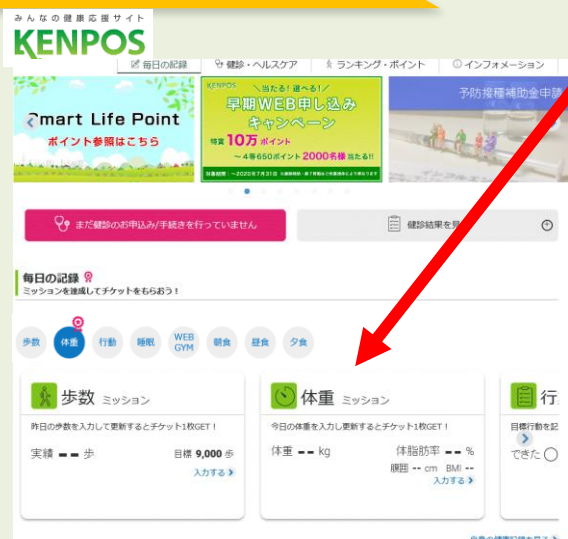 みんなの健康応援サイト
KENPOS
毎日の記録
健診・ヘルスケア
ランキング・ポイント
インフォメーション
Smart Life Point
ポイント参照はこちら
KENPOS
当たる!選べる!
早期WEB申し込み
キャンペーン
特賞10万ポイント
~4等650ポイント2000名様当たる!!
予防接種補助金申請
まだ健診のお申込み/手続きを行っていません
健診結果を見
毎日の記録
ミッションを達成してチケットをもらおう!
歩数
体重
行動
睡眠
WEB
GYM
朝食
昼食
夕食
歩数 ミッション
昨日の歩数を入力して更新するとチケット1枚GET!
実績 -- 歩
目標 9,000 歩
入力する
体重 ミッション
今日の体重を入力し更新するとチケット1枚GET!
体重 -- kg
体脂肪率 -- %
腹囲 -- cm BMI --
入力する
行
目標行動を記
できた